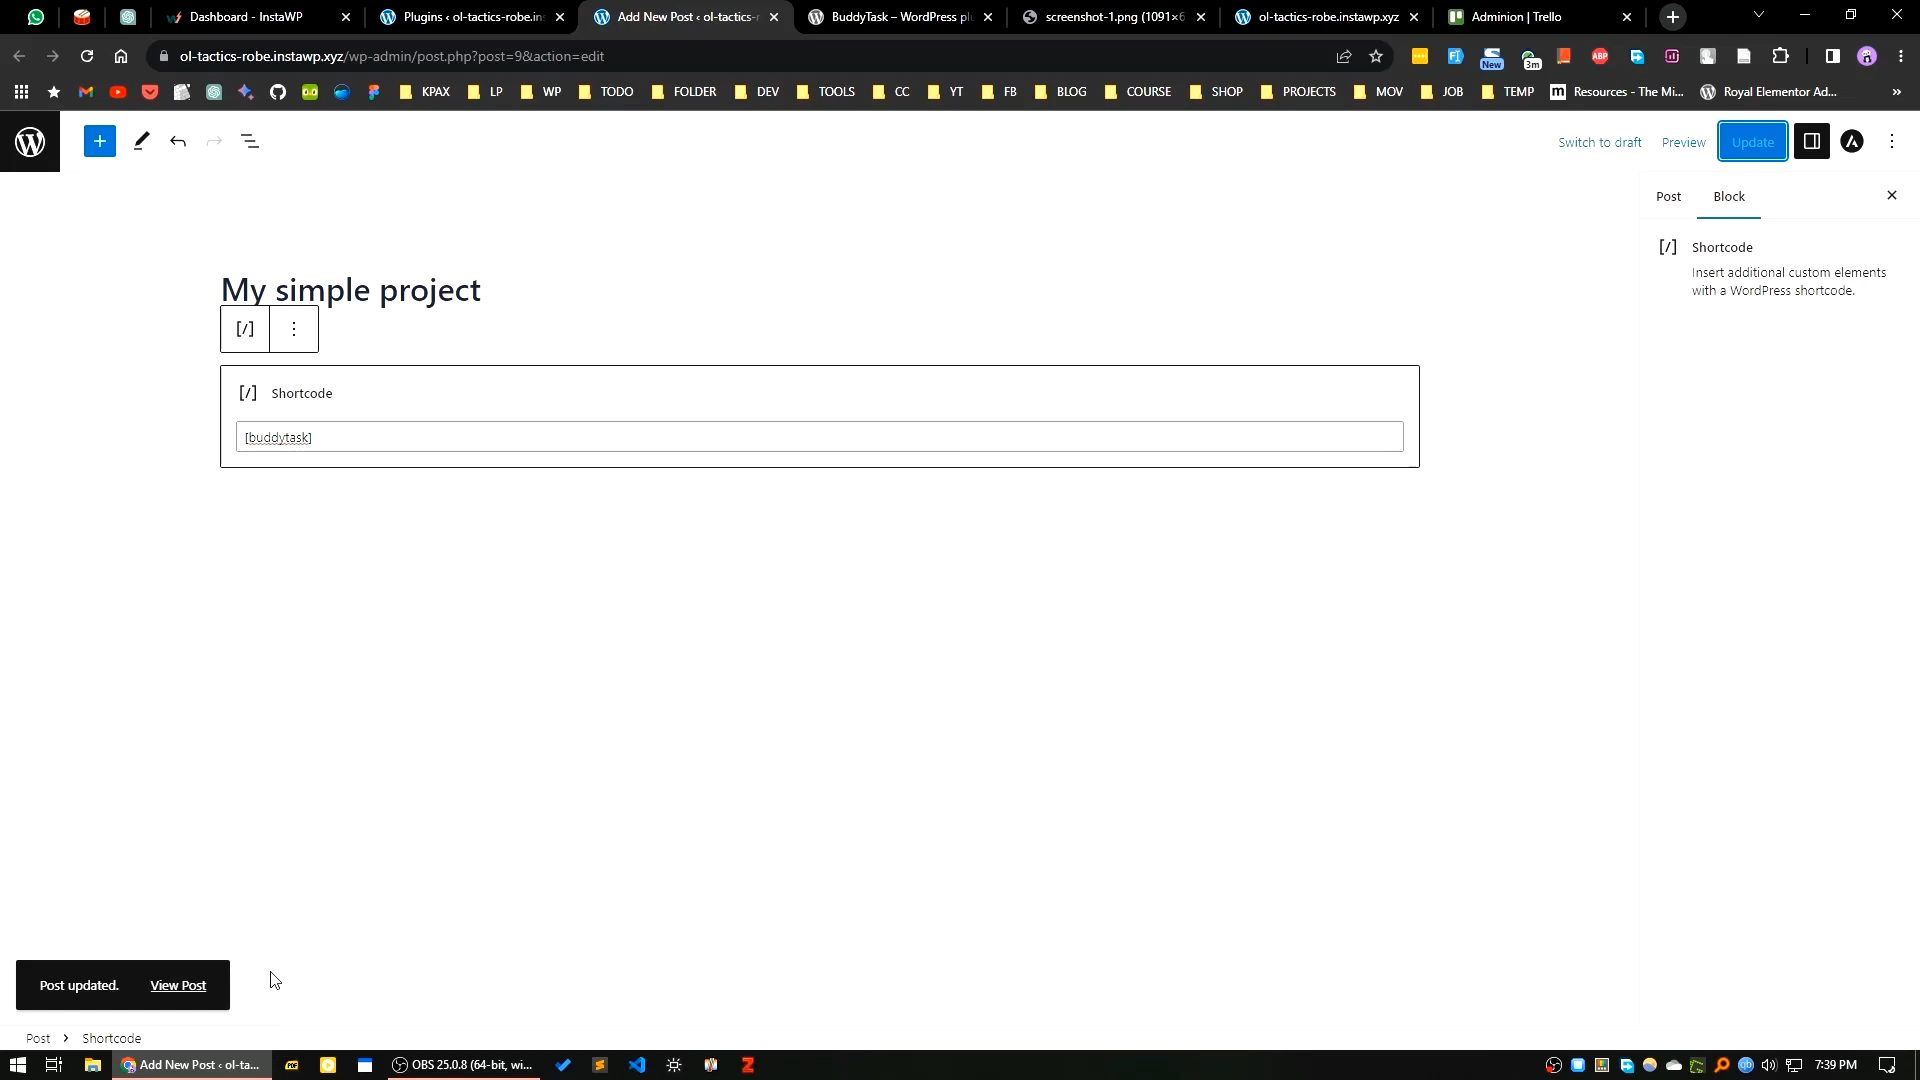 Dashboard - InstaWP
Plugins ‹ ol-tactics-robe.ins
Add New Post ‹ ol-tactics-r
BuddyTask – WordPress pl
screenshot-1.png (1091×6
ol-tactics-robe.instawp.xyz
Adminion | Trello
ol-tactics-robe.instawp.xyz/wp-admin/post.php?post=9&action=edit
New
3m
ABP
KPAX
LP
WP
TODO
FOLDER
DEV
TOOLS
CC
YT
FB
BLOG
COURSE
SHOP
PROJECTS
MOV
JOB
TEMP
Resources - The Mi...
Royal Elementor Ad...
»
Switch to draft
Preview
Update
Post
Block
[/] Shortcode
Insert additional custom elements
with a WordPress shortcode.
My simple project
[/]
[/] Shortcode
[buddytask]
Post updated.
View Post
Post › Shortcode
Add New Post ‹ ol-ta...
OBS 25.0.8 (64-bit, wi...
7:39 PM